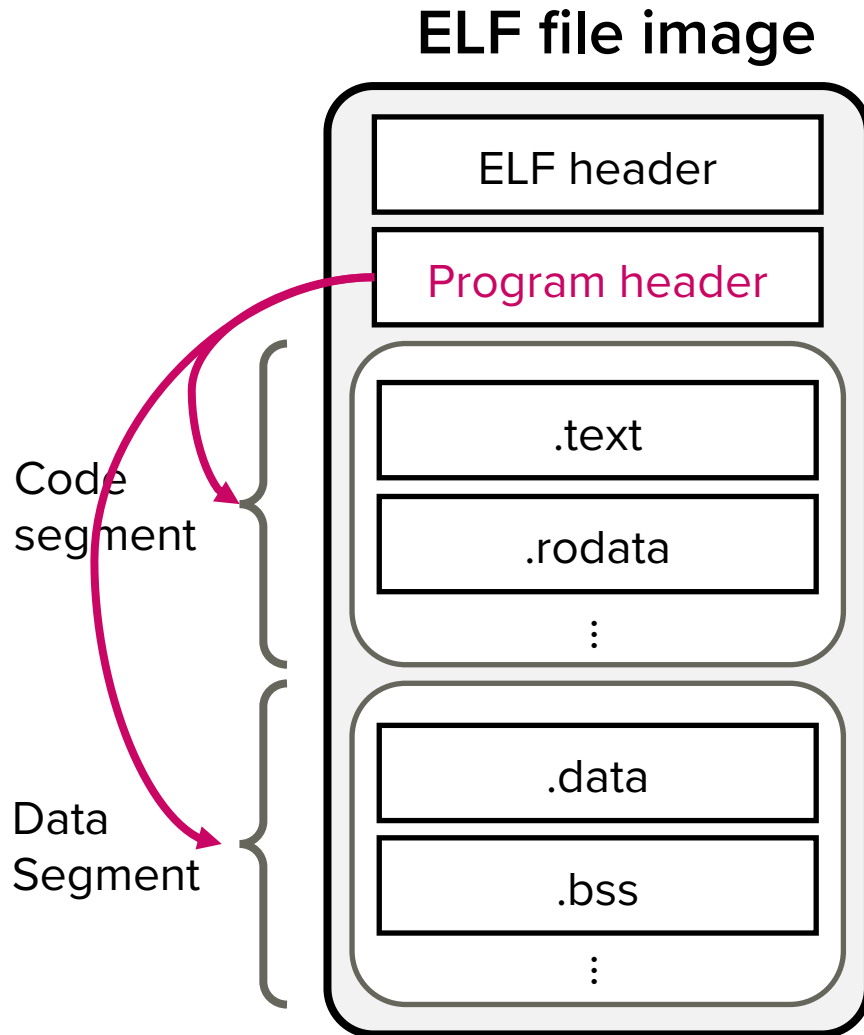 ELF file image
ELF header
Program header
.text
Code
segment
.rodata
⋮
.data
Data
Segment
.bss
⋮